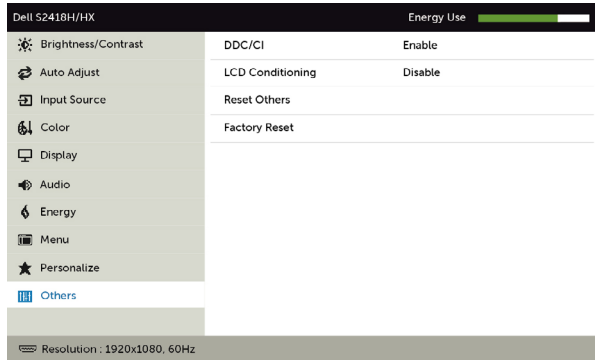 Dell S2418H/HX Energy Use
Brightness/Contrast DDC/CI Enable
Auto Adjust LCD Conditioning Disable
Input Source Reset Others
Color Factory Reset
Display
Audio
Energy
Menu
Personalize
Others
Resolution : 1920x1080, 60Hz